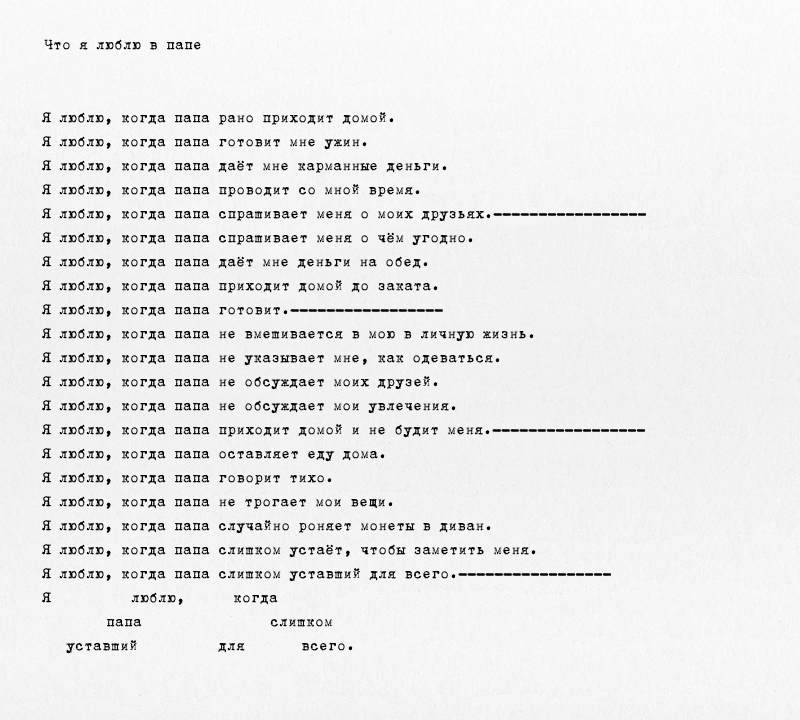 Что я люблю в папе
Я люблю, когда папа рано приходит домой.
Я люблю, когда папа готовит мне ужин.
Я люблю, когда папа даёт мне карманные деньги.
Я люблю, когда папа проводит со мной время.
Я люблю, когда папа спрашивает меня о моих друзьях.-----------------
Я люблю, когда папа спрашивает меня о чём угодно.
Я люблю, когда папа даёт мне деньги на обед.
Я люблю, когда папа приходит домой до заката.
Я люблю, когда папа готовит.-----------------
Я люблю, когда папа не вмешивается в мою в личную жизнь.
Я люблю, когда папа не указывает мне, как одеваться.
Я люблю, когда папа не обсуждает моих друзей.
Я люблю, когда папа не обсуждает мои увлечения.
Я люблю, когда папа приходит домой и не будит меня.-----------------
Я люблю, когда папа оставляет еду дома.
Я люблю, когда папа говорит тихо.
Я люблю, когда папа не трогает мои вещи.
Я люблю, когда папа случайно роняет монеты в диван.
Я люблю, когда папа слишком устаёт, чтобы заметить меня.
Я люблю, когда папа слишком уставший для всего.-----------------
Я люблю, когда
папа слишком
уставший для всего.